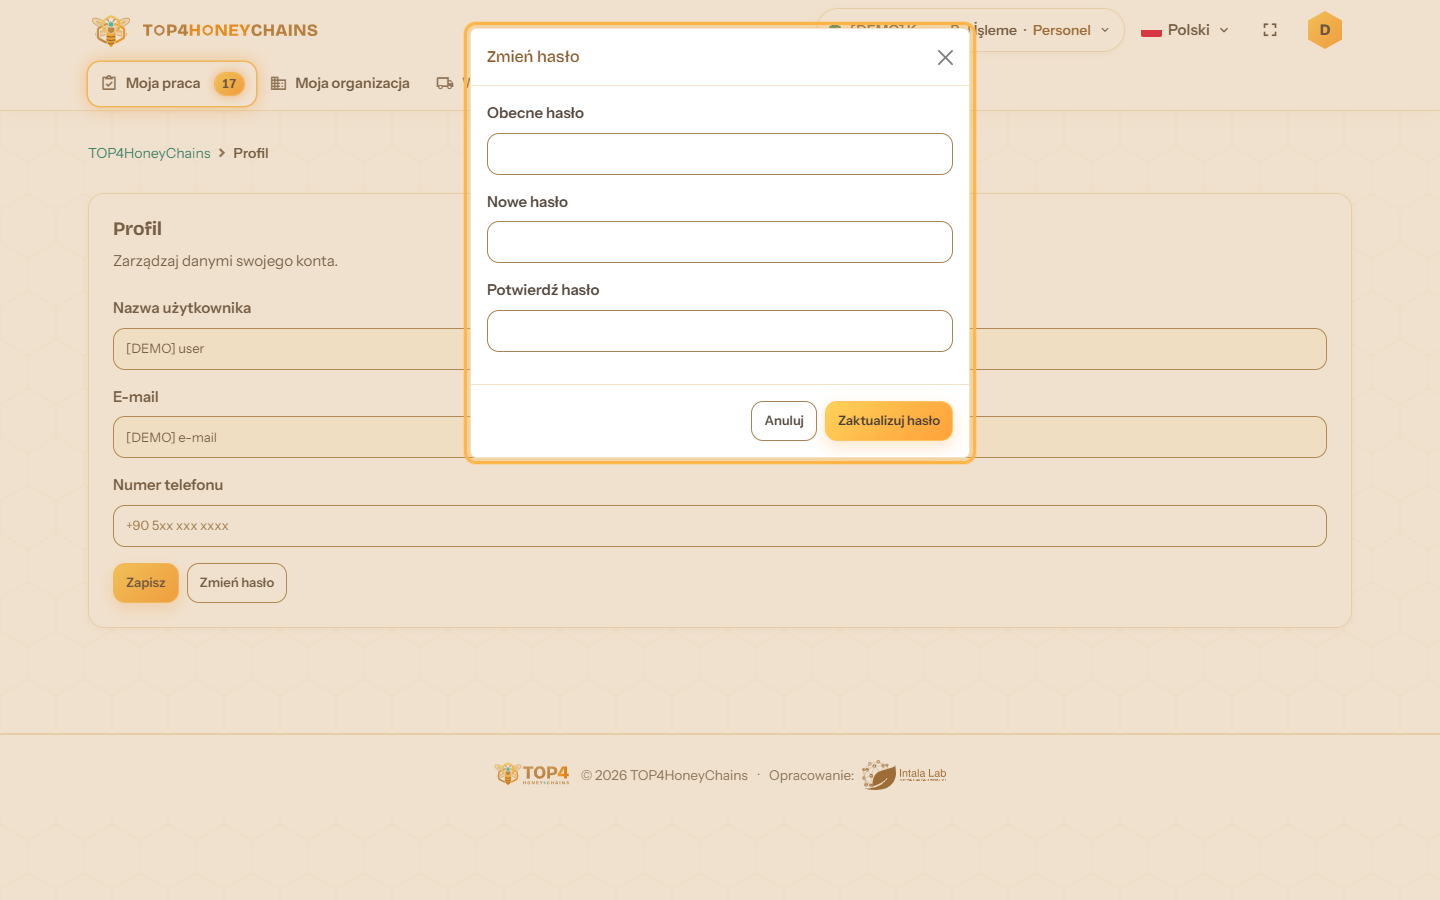 TOP4HONEYCHAINS
İşleme · Personel
Polski
D
Moja praca 17
Moja organizacja
Zmień hasło
Obecne hasło
Nowe hasło
Potwierdź hasło
Anuluj
Zaktualizuj hasło
TOP4HoneyChains > Profil
Profil
Zarządzaj danymi swojego konta.
Nazwa użytkownika
[DEMO] user
E-mail
[DEMO] e-mail
Numer telefonu
+90 5xx xxx xxxx
Zapisz
Zmień hasło
TOP4
HONEYCHAINS
© 2026 TOP4HoneyChains · Opracowanie:
Intala Lab